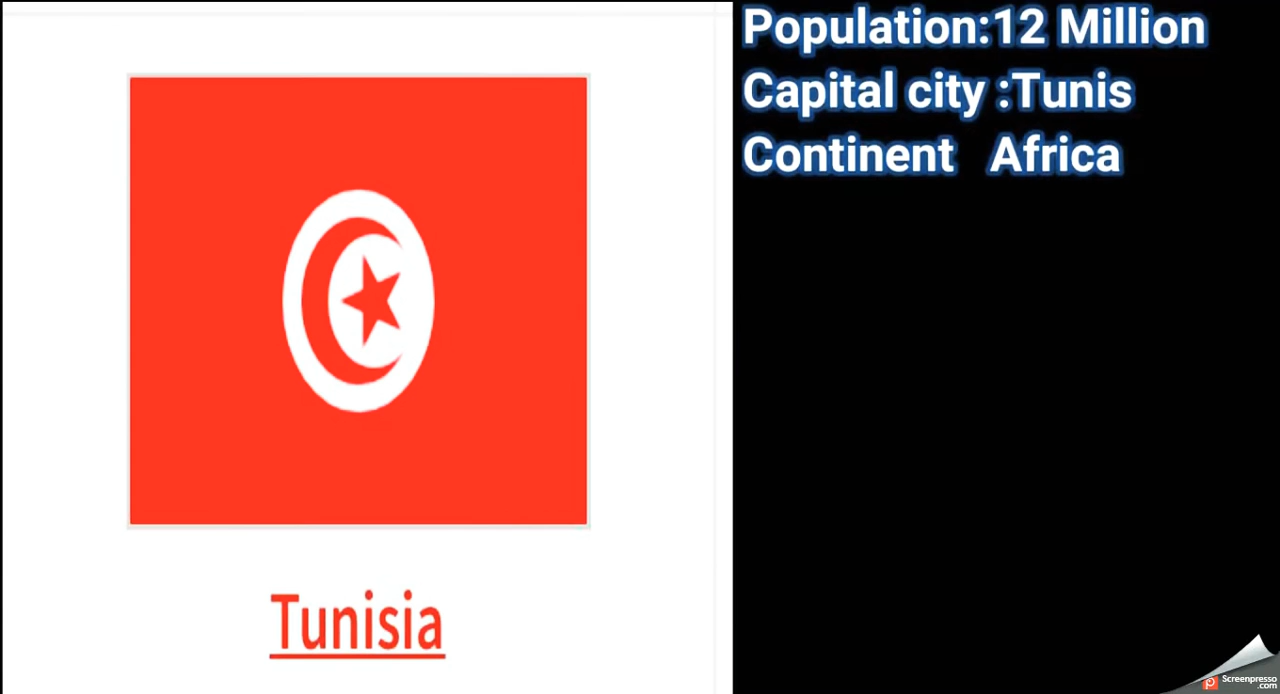 Population:12 Million
Capital city :Tunis
Continent Africa
Tunisia
Screenpresso
.com